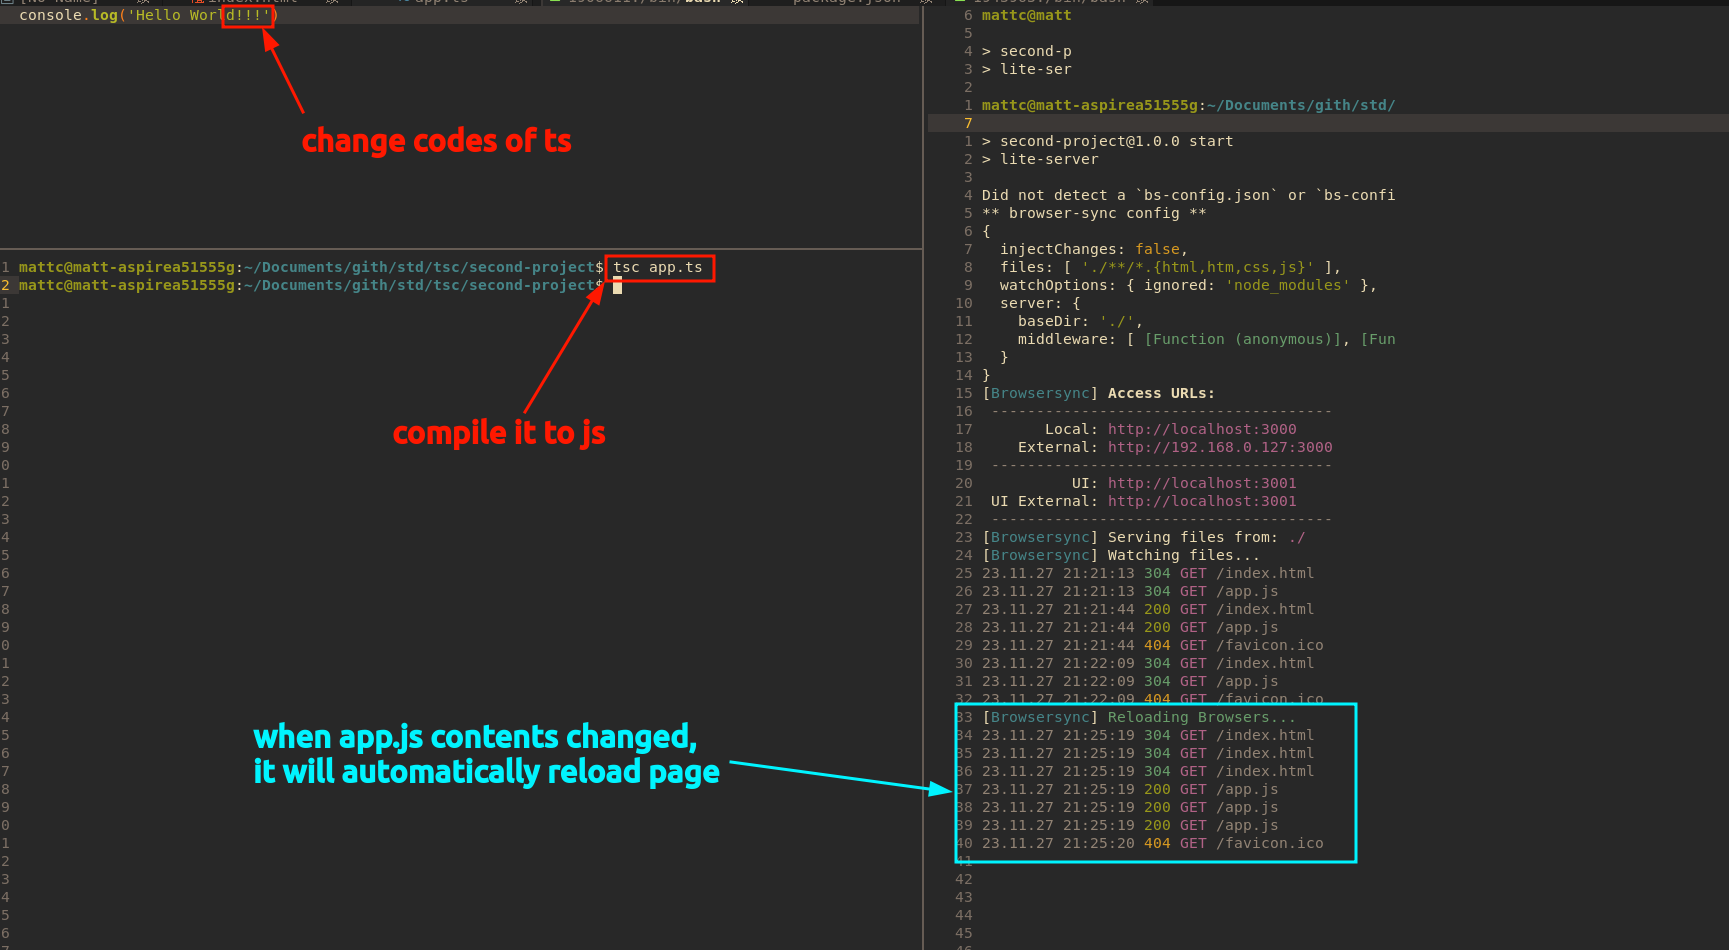 console.log('Hello World!!!')
change codes of ts
1 mattc@matt-aspirea51555g:~/Documents/gith/std/tsc/second-project$ tsc app.ts
2 mattc@matt-aspirea51555g:~/Documents/gith/std/tsc/second-project$
1
2
3
4
5
6
7
8
9
0
1
2
3
4
5
6
7
8
9
0
1
2
3
4
5
6
7
8
9
0
1
2
3
4
5
6
compile it to js
when app.js contents changed,
it will automatically reload page
6 mattc@matt
5
4 > second-p
3 > lite-ser
2
1 mattc@matt-aspirea51555g:~/Documents/gith/std/
7
1 > second-project@1.0.0 start
2 > lite-server
3
4 Did not detect a `bs-config.json` or `bs-confi
5 ** browser-sync config **
6 {
7 injectChanges: false,
8 files: [ './**/*.{html,htm,css,js}' ],
9 watchOptions: { ignored: 'node_modules' },
10 server: {
11 baseDir: './',
12 middleware: [ [Function (anonymous)], [Fun
13 }
14 }
15 [Browsersync] Access URLs:
16 --------------------------------------
17 Local: http://localhost:3000
18 External: http://192.168.0.127:3000
19 --------------------------------------
20 UI: http://localhost:3001
21 UI External: http://localhost:3001
22 --------------------------------------
23 [Browsersync] Serving files from: ./
24 [Browsersync] Watching files...
25 23.11.27 21:21:13 304 GET /index.html
26 23.11.27 21:21:13 304 GET /app.js
27 23.11.27 21:21:44 200 GET /index.html
28 23.11.27 21:21:44 200 GET /app.js
29 23.11.27 21:21:44 404 GET /favicon.ico
30 23.11.27 21:22:09 304 GET /index.html
31 23.11.27 21:22:09 304 GET /app.js
32 23.11.27 21:22:09 404 GET /favicon.ico
33 [Browsersync] Reloading Browsers...
34 23.11.27 21:25:19 304 GET /index.html
35 23.11.27 21:25:19 304 GET /index.html
36 23.11.27 21:25:19 304 GET /index.html
37 23.11.27 21:25:19 200 GET /app.js
38 23.11.27 21:25:19 200 GET /app.js
39 23.11.27 21:25:19 200 GET /app.js
40 23.11.27 21:25:20 404 GET /favicon.ico
41
42
43
44
45